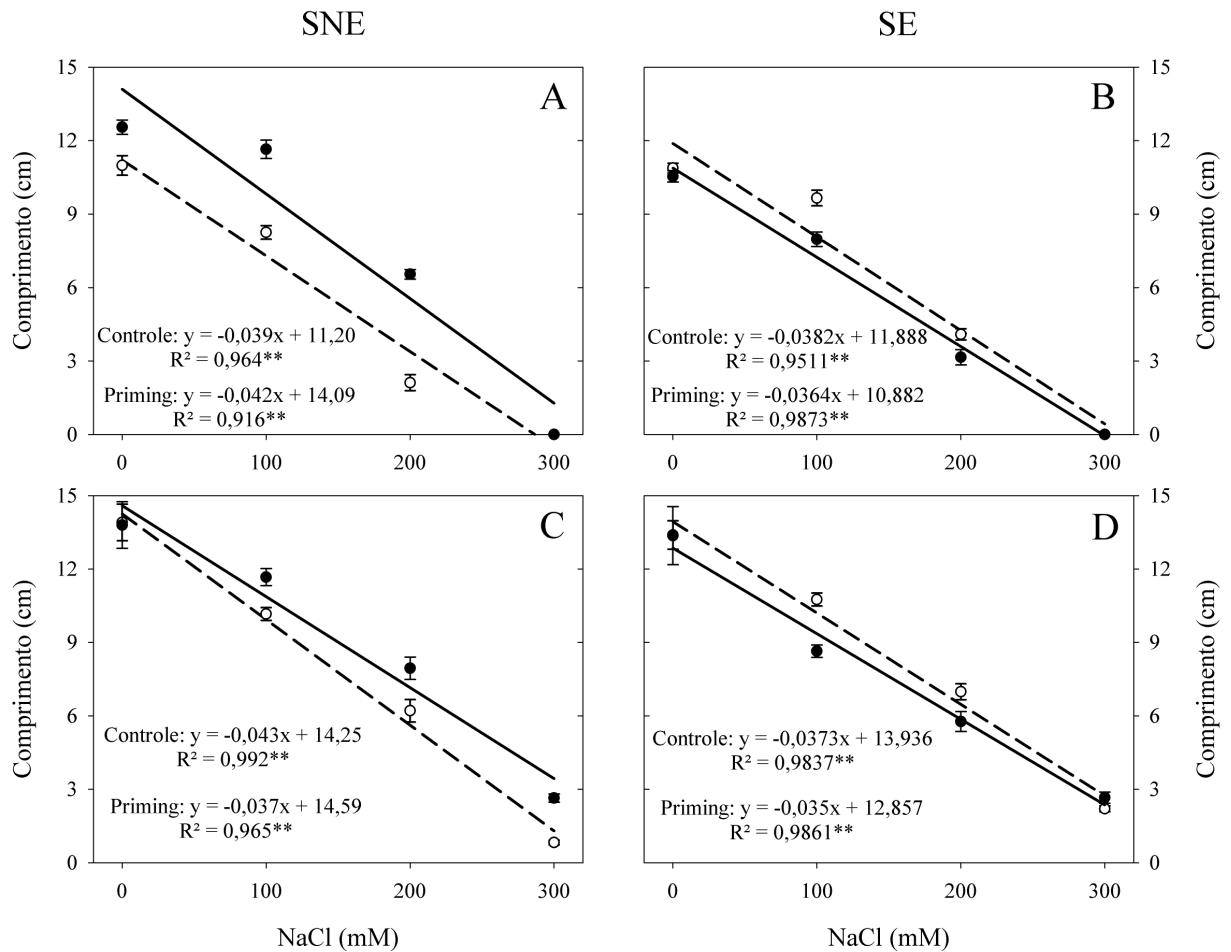 SNE
SE
A
15
12
9
6
3
0
Comprimento (cm)
Controle: y = -0,039x + 11,20
R² = 0,964**
Priming: y = -0,042x + 14,09
R² = 0,916**
0
100
200
300
B
15
12
9
6
3
0
Comprimento (cm)
Controle: y = -0,0382x + 11,888
R² = 0,9511**
Priming: y = -0,0364x + 10,882
R² = 0,9873**
0
100
200
300
C
15
12
9
6
3
0
Comprimento (cm)
Controle: y = -0,043x + 14,25
R² = 0,992**
Priming: y = -0,037x + 14,59
R² = 0,965**
0
100
200
300
NaCl (mM)
D
15
12
9
6
3
0
Comprimento (cm)
Controle: y = -0,0373x + 13,936
R² = 0,9837**
Priming: y = -0,035x + 12,857
R² = 0,9861**
0
100
200
300
NaCl (mM)